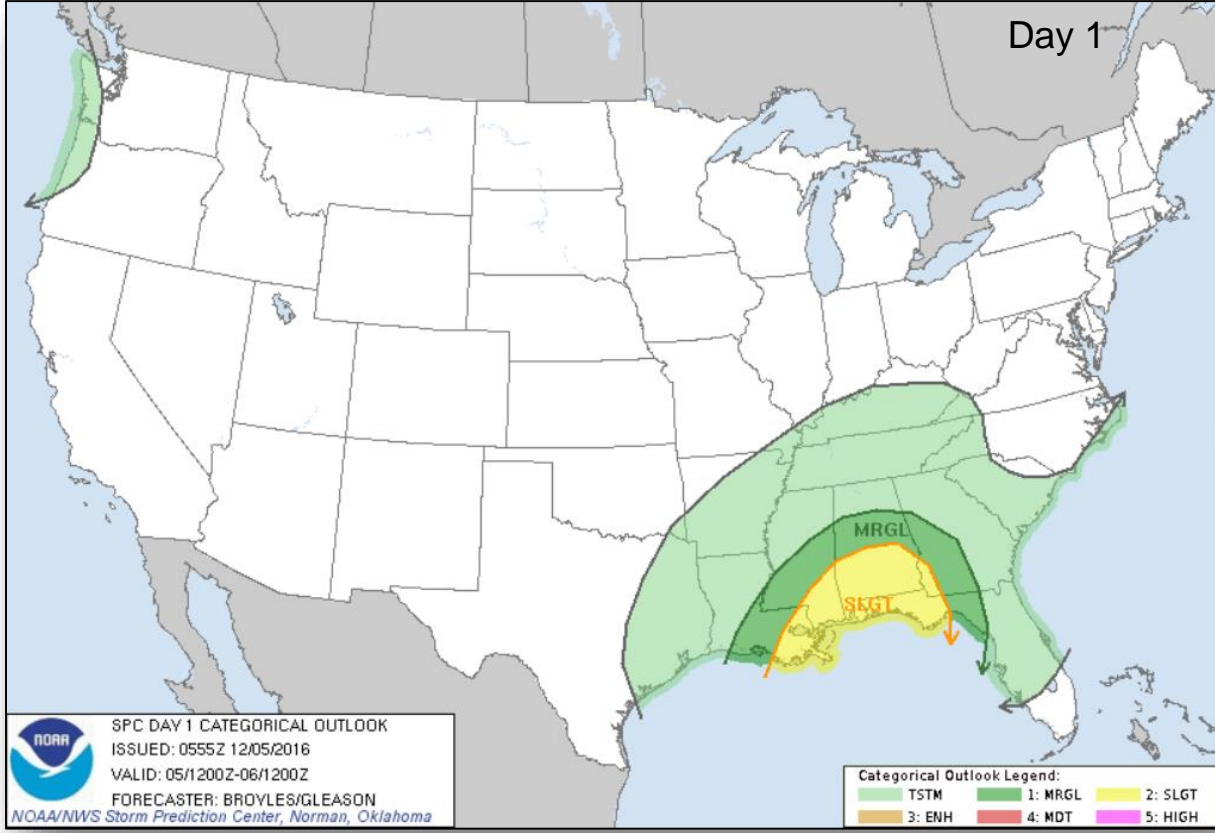 Day 1
MRGL
SLGT
NOAA
SPC DAY 1 CATEGORICAL OUTLOOK
ISSUED: 0555Z 12/05/2016
VALID: 05/1200Z-06/1200Z
FORECASTER: BROYLES/GLEASON
NOAA/NWS Storm Prediction Center, Norman, Oklahoma
Categorical Outlook Legend:
TSTM 1: MRGL 2: SLGT
3: ENH 4: MDT 5: HIGH